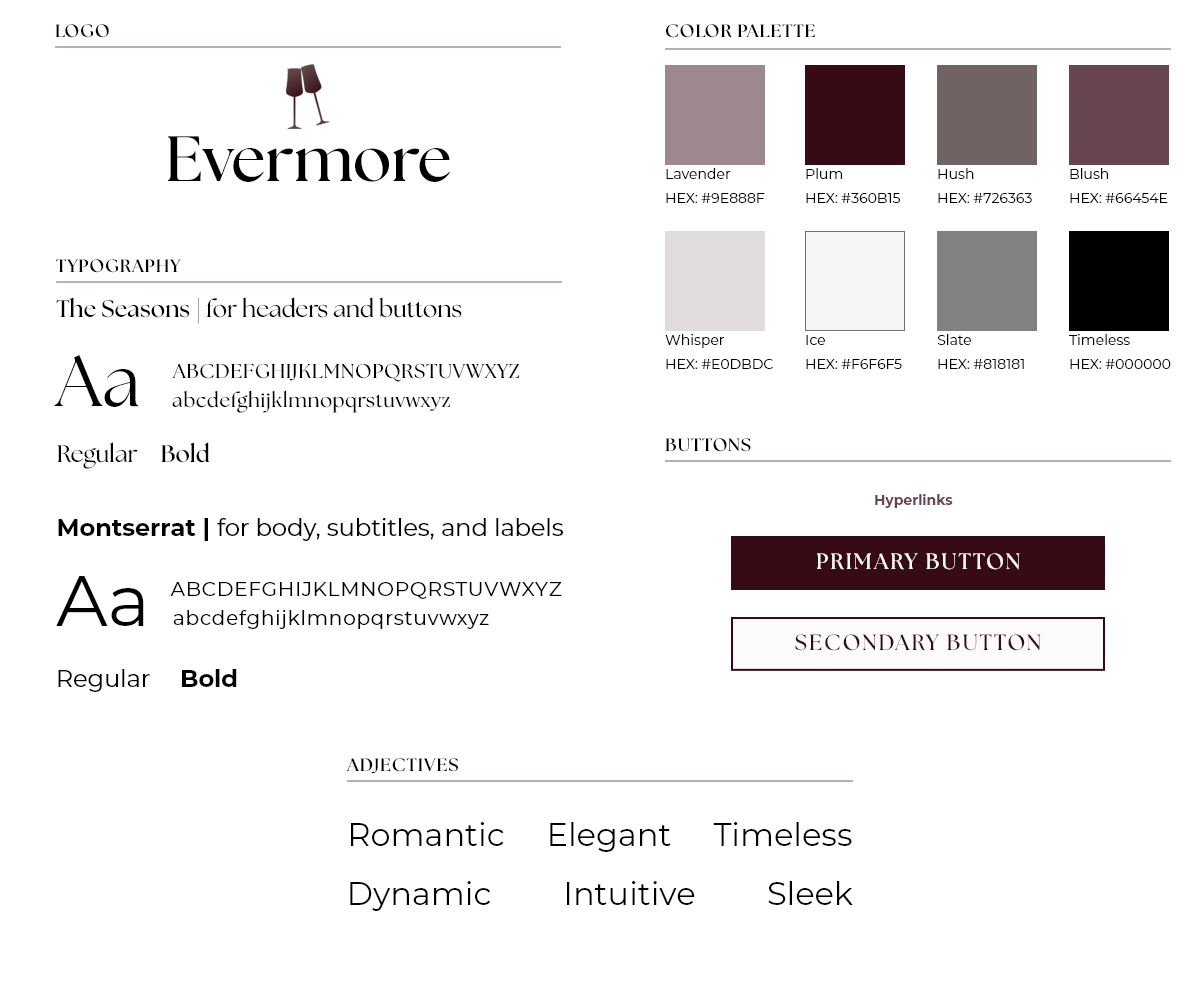 LOGO
Evermore
TYPOGRAPHY
The Seasons | for headers and buttons
Aa
ABCDEFGHIJKLMNOPQRSTUVWXYZ
abcdefghijklmnopqrstuvwxyz
Regular Bold
Montserrat | for body, subtitles, and labels
Aa
ABCDEFGHIJKLMNOPQRSTUVWXYZ
abcdefghijklmnopqrstuvwxyz
Regular Bold
COLOR PALETTE
Lavender Plum Hush Blush
HEX: #9E888F HEX: #360B15 HEX: #726363 HEX: #66454E
Whisper Ice Slate Timeless
HEX: #E0DBDC HEX: #F6F6F5 HEX: #818181 HEX: #000000
BUTTONS
Hyperlinks
PRIMARY BUTTON
SECONDARY BUTTON
ADJECTIVES
Romantic Elegant Timeless
Dynamic Intuitive Sleek